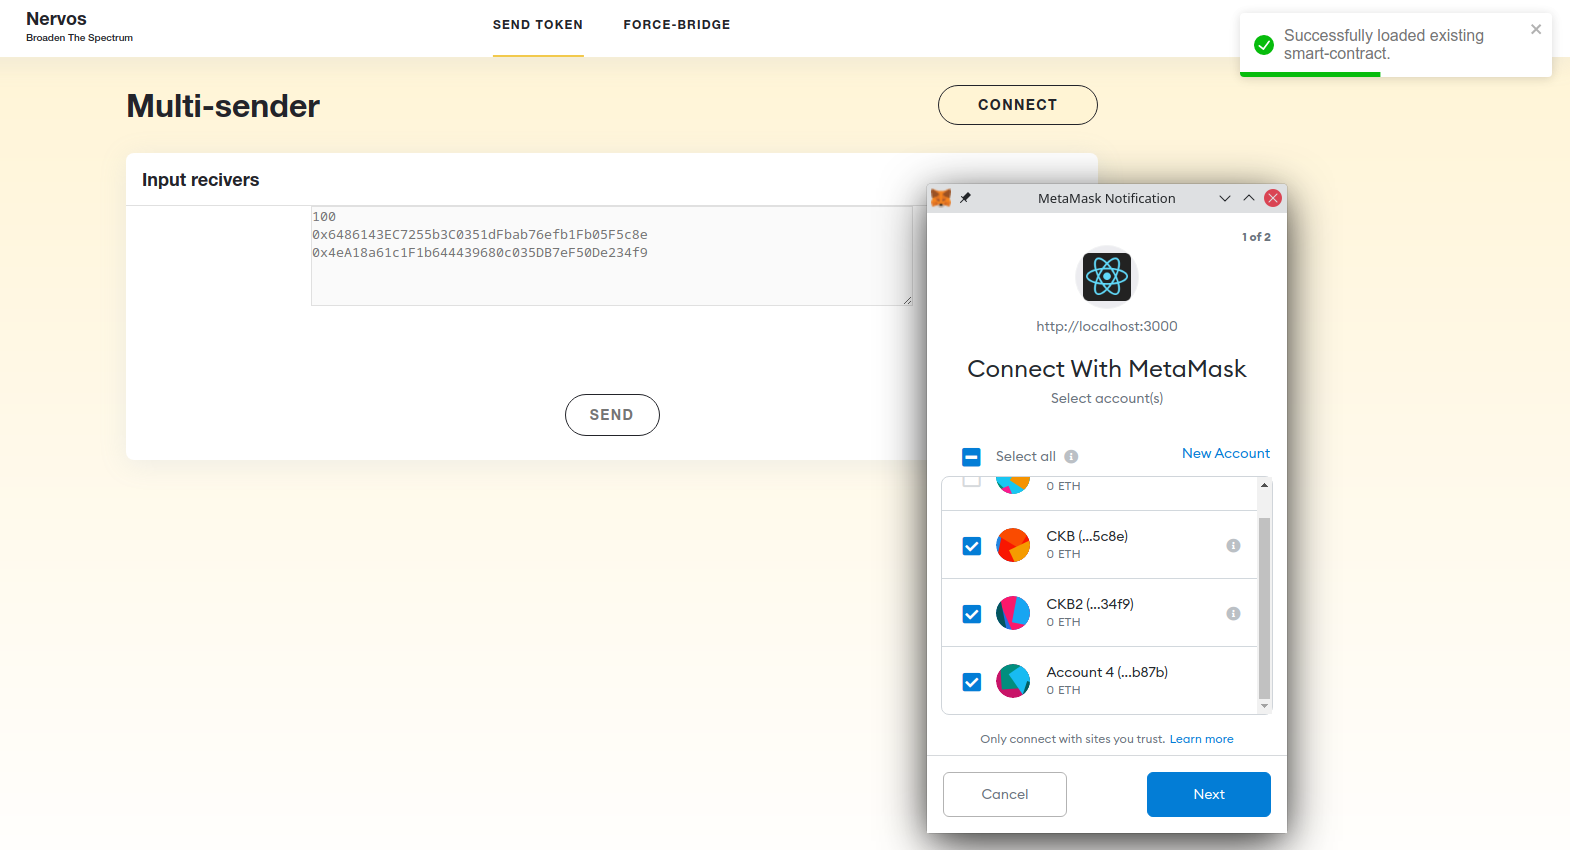 Nervos
Broaden The Spectrum
SEND TOKEN
FORCE-BRIDGE
Successfully loaded existing
smart-contract.
Multi-sender
CONNECT
Input recivers
100
0x6486143EC7255b3C0351dFbab76efb1Fb05F5c8e
0x4eA18a61c1F1b644439680c035DB7eF50De234f9
SEND
MetaMask Notification
1 of 2
http://localhost:3000
Connect With MetaMask
Select account(s)
Select all
New Account
0 ETH
CKB (...5c8e)
0 ETH
CKB2 (...34f9)
0 ETH
Account 4 (...b87b)
0 ETH
Only connect with sites you trust. Learn more
Cancel
Next